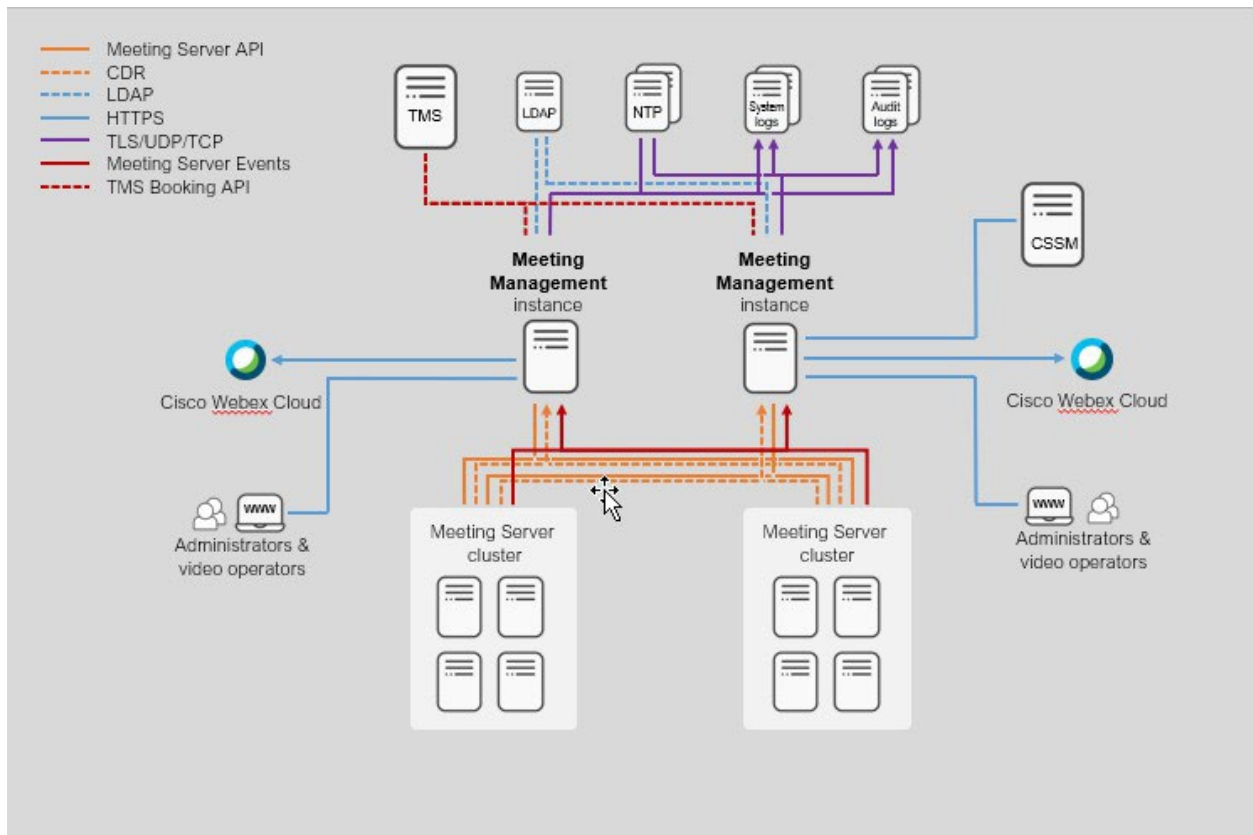 Meeting Server API
CDR
LDAP
HTTPS
TLS/UDP/TCP
Meeting Server Events
TMS Booking API
TMS
LDAP
NTP
System
logs
Audit
logs
CSSM
Meeting
Management
instance
Meeting
Management
instance
Cisco Webex Cloud
Cisco Webex Cloud
www
Administrators &
video operators
www
Administrators &
video operators
Meeting Server
cluster
Meeting Server
cluster